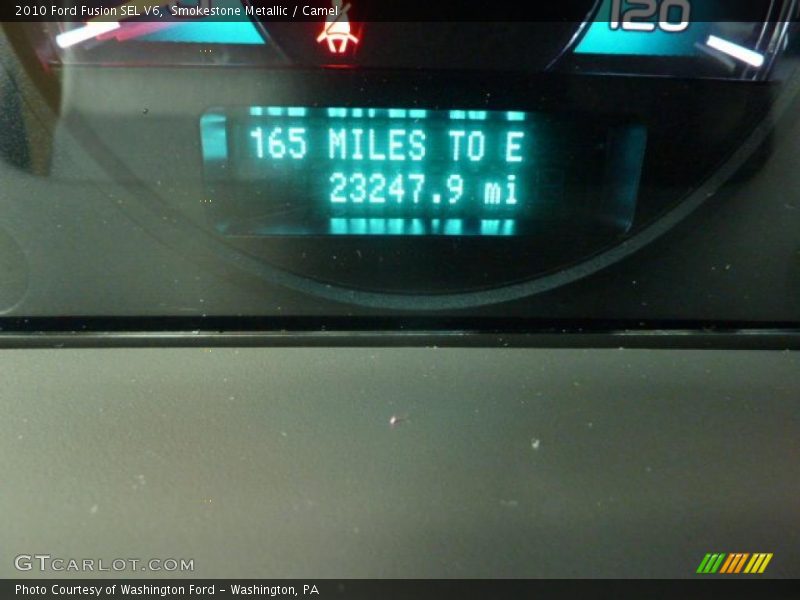 2010 Ford Fusion SEL V6, Smokestone Metallic / Camel
120
165 MILES TO E
23247.9 mi
GTCARLOT.COM
Photo Courtesy of Washington Ford - Washington, PA